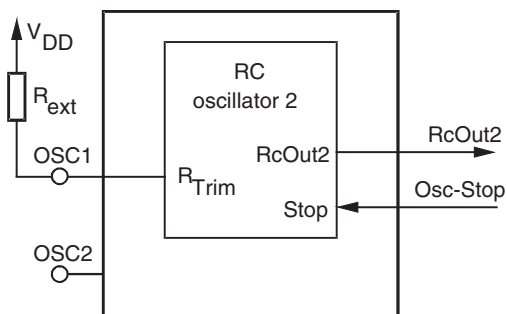 VDD
Rext
OSC1
OSC2
RC
oscillator 2
RcOut2
RTrim
Stop
RcOut2
Osc-Stop